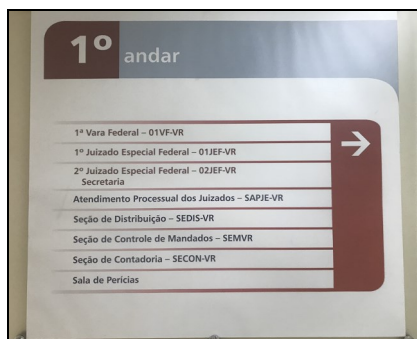 1º andar
1ª Vara Federal – 01VF-VR
1º Juizado Especial Federal – 01JEF-VR
2º Juizado Especial Federal – 02JEF-VR
Secretaria
Atendimento Processual dos Juizados – SAPJE-VR
Seção de Distribuição – SEDIS-VR
Seção de Controle de Mandados – SEMVR
Seção de Contadoria – SECON-VR
Sala de Perícias